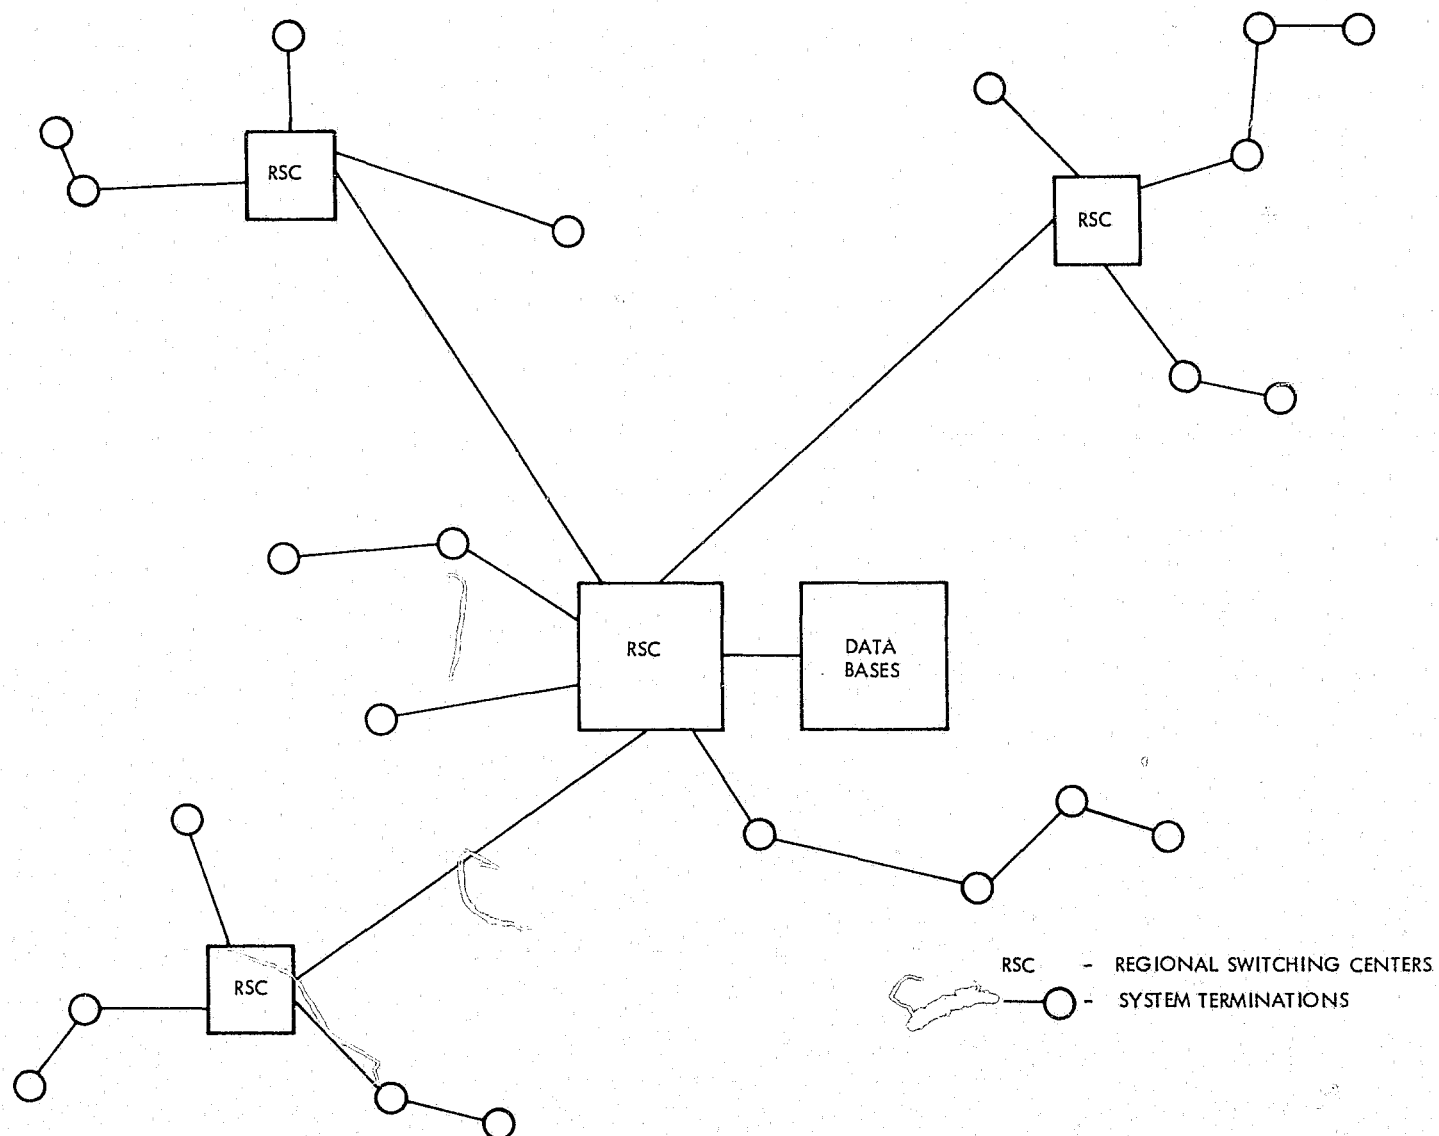 RSC
RSC
RSC
DATA
BASES
RSC
RSC - REGIONAL SWITCHING CENTERS
- SYSTEM TERMINATIONS